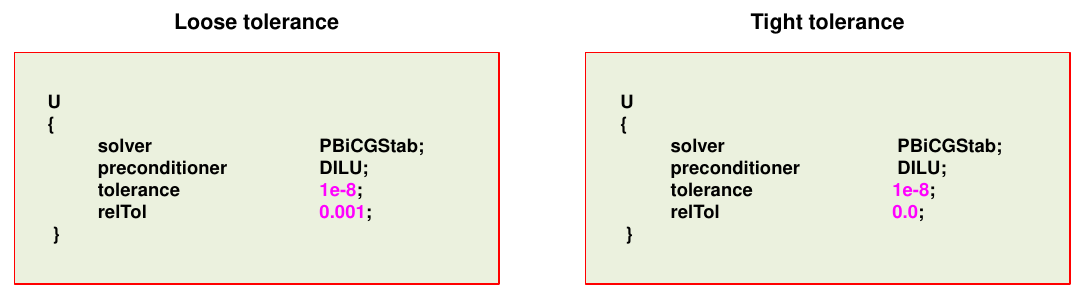 Loose tolerance
U
{
solver PBiCGStab;
preconditioner DILU;
tolerance 1e-8;
relTol 0.001;
}
Tight tolerance
U
{
solver PBiCGStab;
preconditioner DILU;
tolerance 1e-8;
relTol 0.0;
}